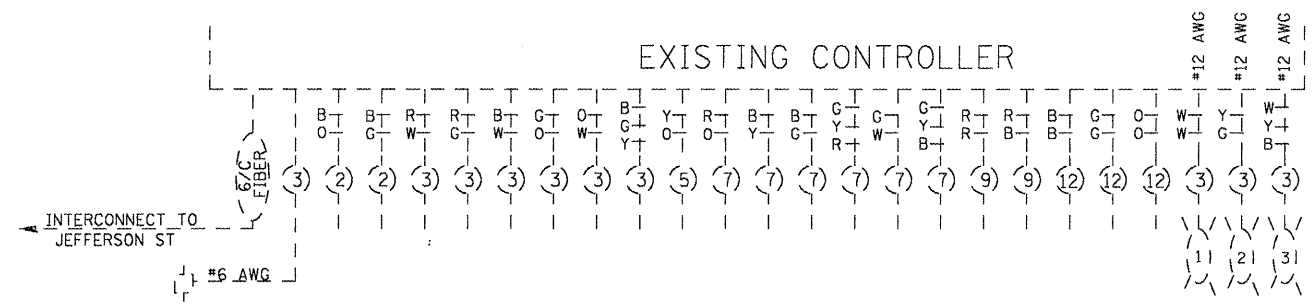 EXISTING CONTROLLER
#12 AWG
#12 AWG
#12 AWG
B O
B G
R W
R G
B W
G O
O W
B G Y
Y O
R O
B Y
B G
G Y R
G W
G Y B
R R
R B
B B
G G
O O
W W
Y G
W Y B
6/C FIBER
3 2 2 3 3 3 3 3 3 5 7 7 7 7 7 7 9 9 12 12 12 3 3 3
INTERCONNECT TO
JEFFERSON ST
#6 AWG
1 2 3